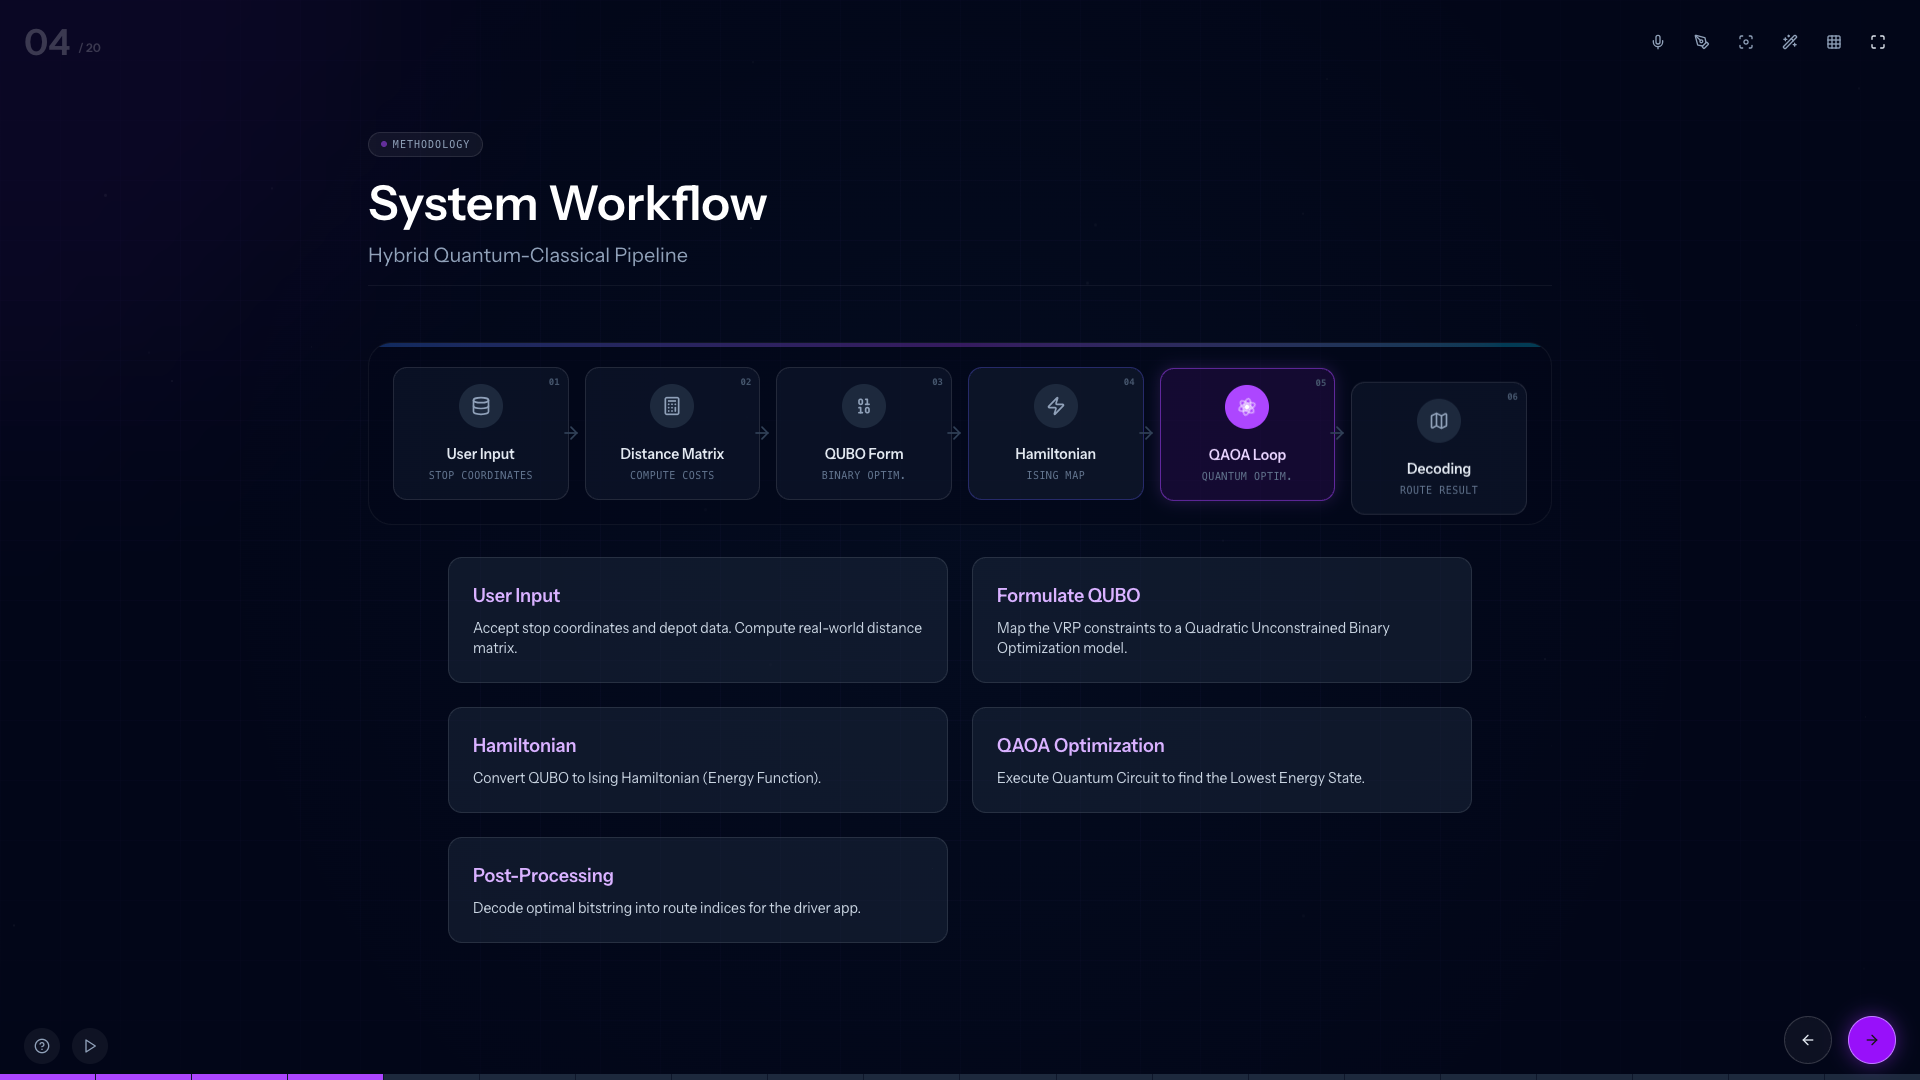 04 / 20
METHODOLOGY
System Workflow
Hybrid Quantum-Classical Pipeline
01
User Input
STOP COORDINATES
02
Distance Matrix
COMPUTE COSTS
03
01
10
QUBO Form
BINARY OPTIM.
04
Hamiltonian
ISING MAP
05
QAOA Loop
QUANTUM OPTIM.
06
Decoding
ROUTE RESULT
User Input
Accept stop coordinates and depot data. Compute real-world distance
matrix.
Formulate QUBO
Map the VRP constraints to a Quadratic Unconstrained Binary
Optimization model.
Hamiltonian
Convert QUBO to Ising Hamiltonian (Energy Function).
QAOA Optimization
Execute Quantum Circuit to find the Lowest Energy State.
Post-Processing
Decode optimal bitstring into route indices for the driver app.